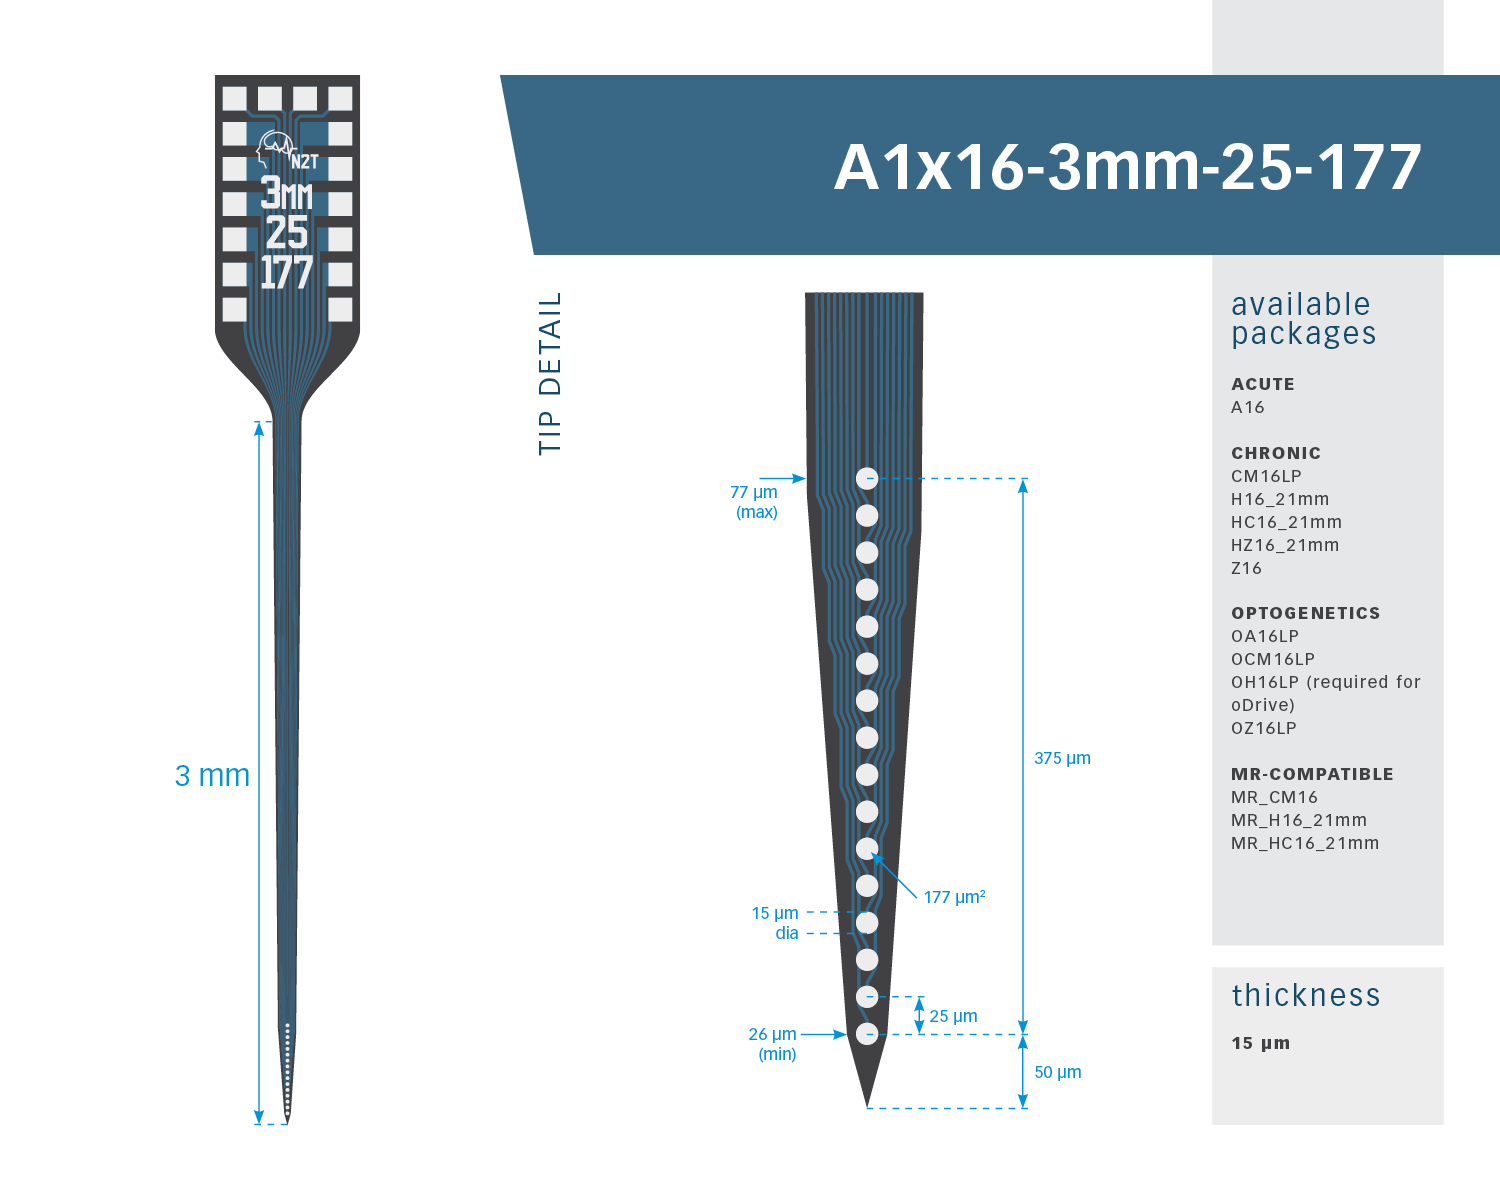 A1x16-3mm-25-177
N2T
3MM
25
177
3 mm
TIP DETAIL
77 µm
(max)
375 µm
177 µm²
15 µm
dia
25 µm
26 µm
(min)
50 µm
available
packages
ACUTE
A16
CHRONIC
CM16LP
H16_21mm
HC16_21mm
HZ16_21mm
Z16
OPTOGENETICS
OA16LP
OCM16LP
OH16LP (required for
oDrive)
OZ16LP
MR-COMPATIBLE
MR_CM16
MR_H16_21mm
MR_HC16_21mm
thickness
15 µm